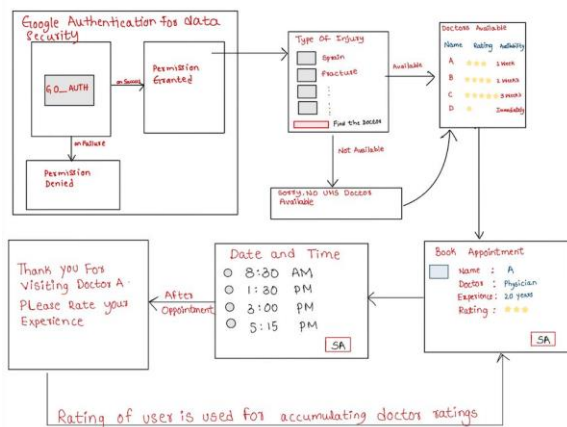 Google Authentication for data
Security
GO_AUTH
on Success
Permission
Granted
on Failure
Permission
Denied
Type OF Injury
Sprain
Fracture
Find the Doctor
Available
Not Available
Sorry, NO UHS Doctor
Available
Doctors Available
Name Rating Availability
A 1 Week
B 2 Weeks
C 3 Weeks
D Immediately
Book Appointment
Name : A
Doctor : Physician
Experience: 20 years
Rating :
SA
Date and Time
8:30 AM
1:30 PM
3:00 PM
5:15 PM
SA
After
Appointment
Thank you For
Visiting Doctor A.
Please Rate your
Experience
Rating of user is used for accumulating doctor ratings